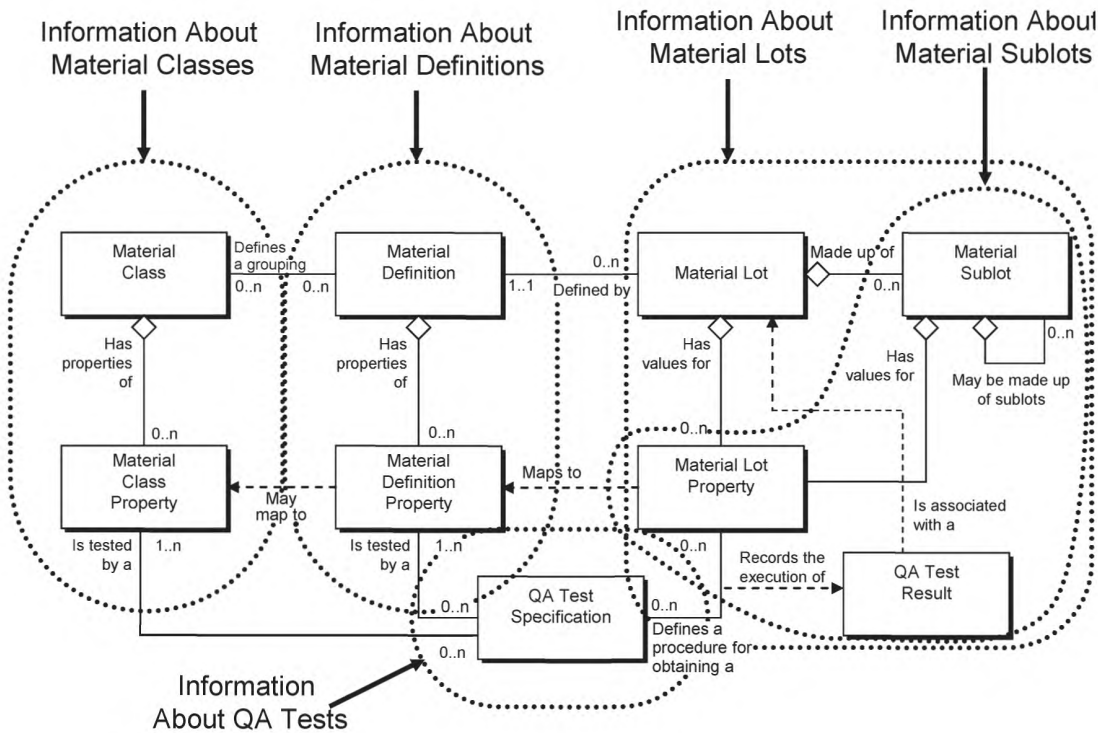 Information About
Material Classes
Information About
Material Definitions
Information About
Material Lots
Information About
Material Sublots
Material
Class
Defines
a grouping
0..n
0..n
Material
Definition
1..1
0..n
Defined by
Material Lot
Made up of
0..n
Material
Sublot
Has
properties
of
0..n
Has
properties
of
0..n
Has
values for
0..n
Has
values for
0..n
May be made up
of sublots
Material
Class
Property
May
map to
Material
Definition
Property
Maps to
Material Lot
Property
Is associated
with a
Is tested
by a
1..n
Is tested
by a
1..n
0..n
Records the
execution of
QA Test
Result
0..n
0..n
QA Test
Specification
0..n
Defines a
procedure for
obtaining a
Information
About QA Tests